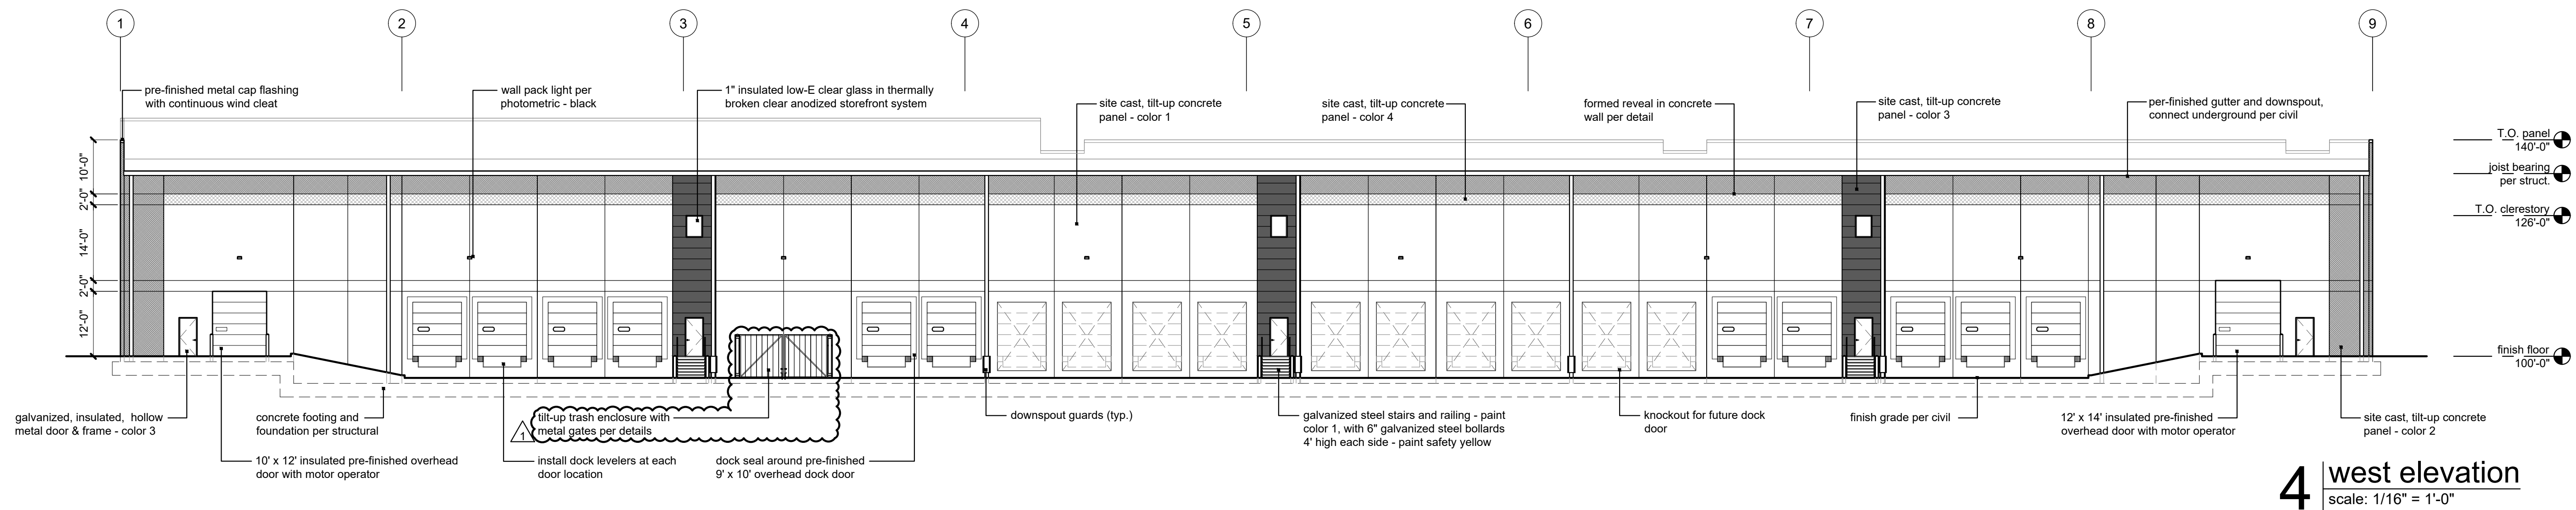 1
2
3
4
5
6
7
8
9
pre-finished metal cap flashing
with continuous wind cleat
wall pack light per
photometric - black
1" insulated low-E clear glass in thermally
broken clear anodized storefront system
site cast, tilt-up concrete
panel - color 1
site cast, tilt-up concrete
panel - color 4
formed reveal in concrete
wall per detail
site cast, tilt-up concrete
panel - color 3
per-finished gutter and downspout,
connect underground per civil
T.O. panel
140'-0"
joist bearing
per struct.
T.O. clerestory
126'-0"
finish floor
100'-0"
10'-0"
2'-0"
14'-0"
2'-0"
12'-0"
galvanized, insulated, hollow
metal door & frame - color 3
concrete footing and
foundation per structural
1
tilt-up trash enclosure with
metal gates per details
downspout guards (typ.)
galvanized steel stairs and railing - paint
color 1, with 6" galvanized steel bollards
4' high each side - paint safety yellow
knockout for future dock
door
finish grade per civil
12' x 14' insulated pre-finished
overhead door with motor operator
site cast, tilt-up concrete
panel - color 2
10' x 12' insulated pre-finished overhead
door with motor operator
install dock levelers at each
door location
dock seal around pre-finished
9' x 10' overhead dock door
4
west elevation
scale: 1/16" = 1'-0"